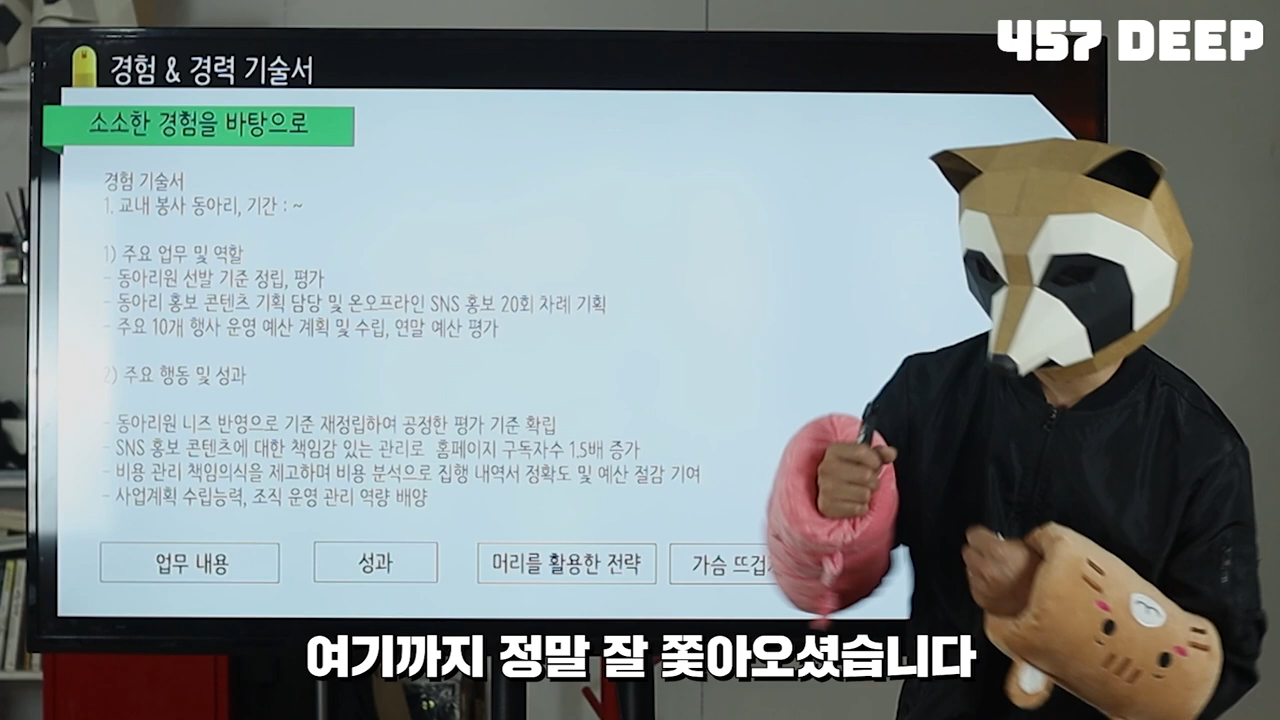 457 DEEP
경험 & 경력 기술서
소소한 경험을 바탕으로
경험 기술서
1. 교내 봉사 동아리, 기간 : ~
1) 주요 업무 및 역할
- 동아리원 선발 기준 정립, 평가
- 동아리 홍보 콘텐츠 기획 담당 및 온오프라인 SNS 홍보 20회 차례 기획
- 주요 10개 행사 운영 예산 계획 및 수립, 연말 예산 평가
2) 주요 행동 및 성과
- 동아리원 니즈 반영으로 기준 재정립하여 공정한 평가 기준 확립
- SNS 홍보 콘텐츠에 대한 책임감 있는 관리로 홈페이지 구독자수 1.5배 증가
- 비용 관리 책임의식을 제고하며 비용 분석으로 집행 내역서 정확도 및 예산 절감 기여
- 사업계획 수립능력, 조직 운영 관리 역량 배양
업무 내용 성과 머리를 활용한 전략 가슴 뜨겁
여기까지 정말 잘 쫓아오셨습니다